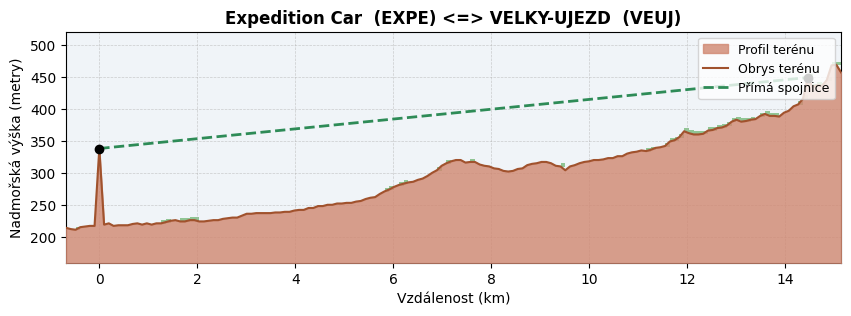 Expedition Car  (EXPE) <=> VELKY-UJEZD  (VEUJ)
Nadmořská výška (metry)
500
450
400
350
300
250
200
Profil terénu
Obrys terénu
Přímá spojnice
0 2 4 6 8 10 12 14
Vzdálenost (km)